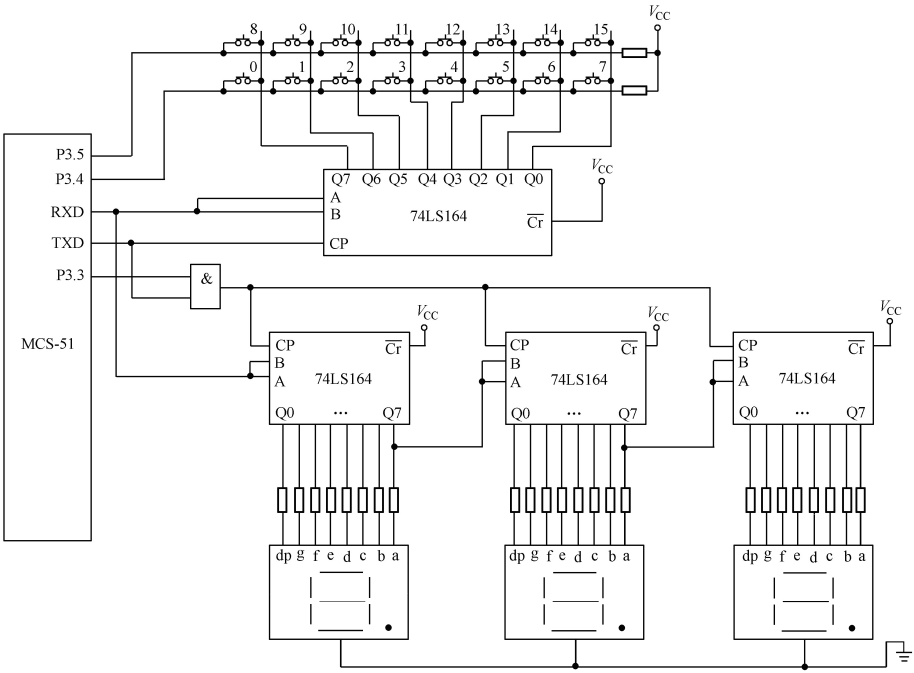 8 9 10 11 12 13 14 15 VCC
0 1 2 3 4 5 6 7
P3.5
P3.4
RXD
TXD
P3.3
MCS-51
Q7 Q6 Q5 Q4 Q3 Q2 Q1 Q0
VCC
A
B
74LS164
Cr
CP
&
VCC VCC VCC
CP Cr CP Cr CP Cr
B B B
A 74LS164 A 74LS164 A 74LS164
Q0 ... Q7 Q0 ... Q7 Q0 ... Q7
dp g f e d c b a dp g f e d c b a dp g f e d c b a